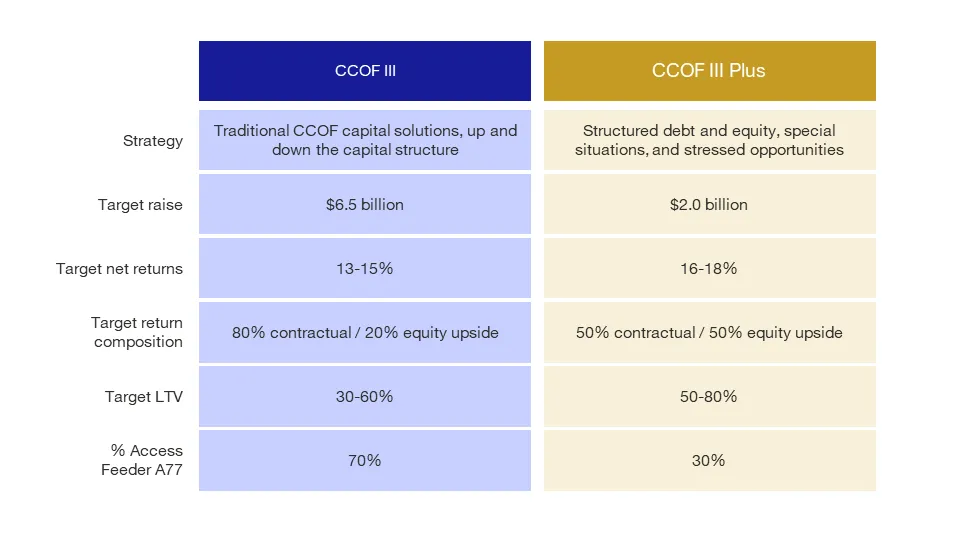 CCOF III
CCOF III Plus
Strategy
Traditional CCOF capital solutions, up and
down the capital structure
Structured debt and equity, special
situations, and stressed opportunities
Target raise
$6.5 billion
$2.0 billion
Target net returns
13-15%
16-18%
Target return
composition
80% contractual / 20% equity upside
50% contractual / 50% equity upside
Target LTV
30-60%
50-80%
% Access
Feeder A77
70%
30%